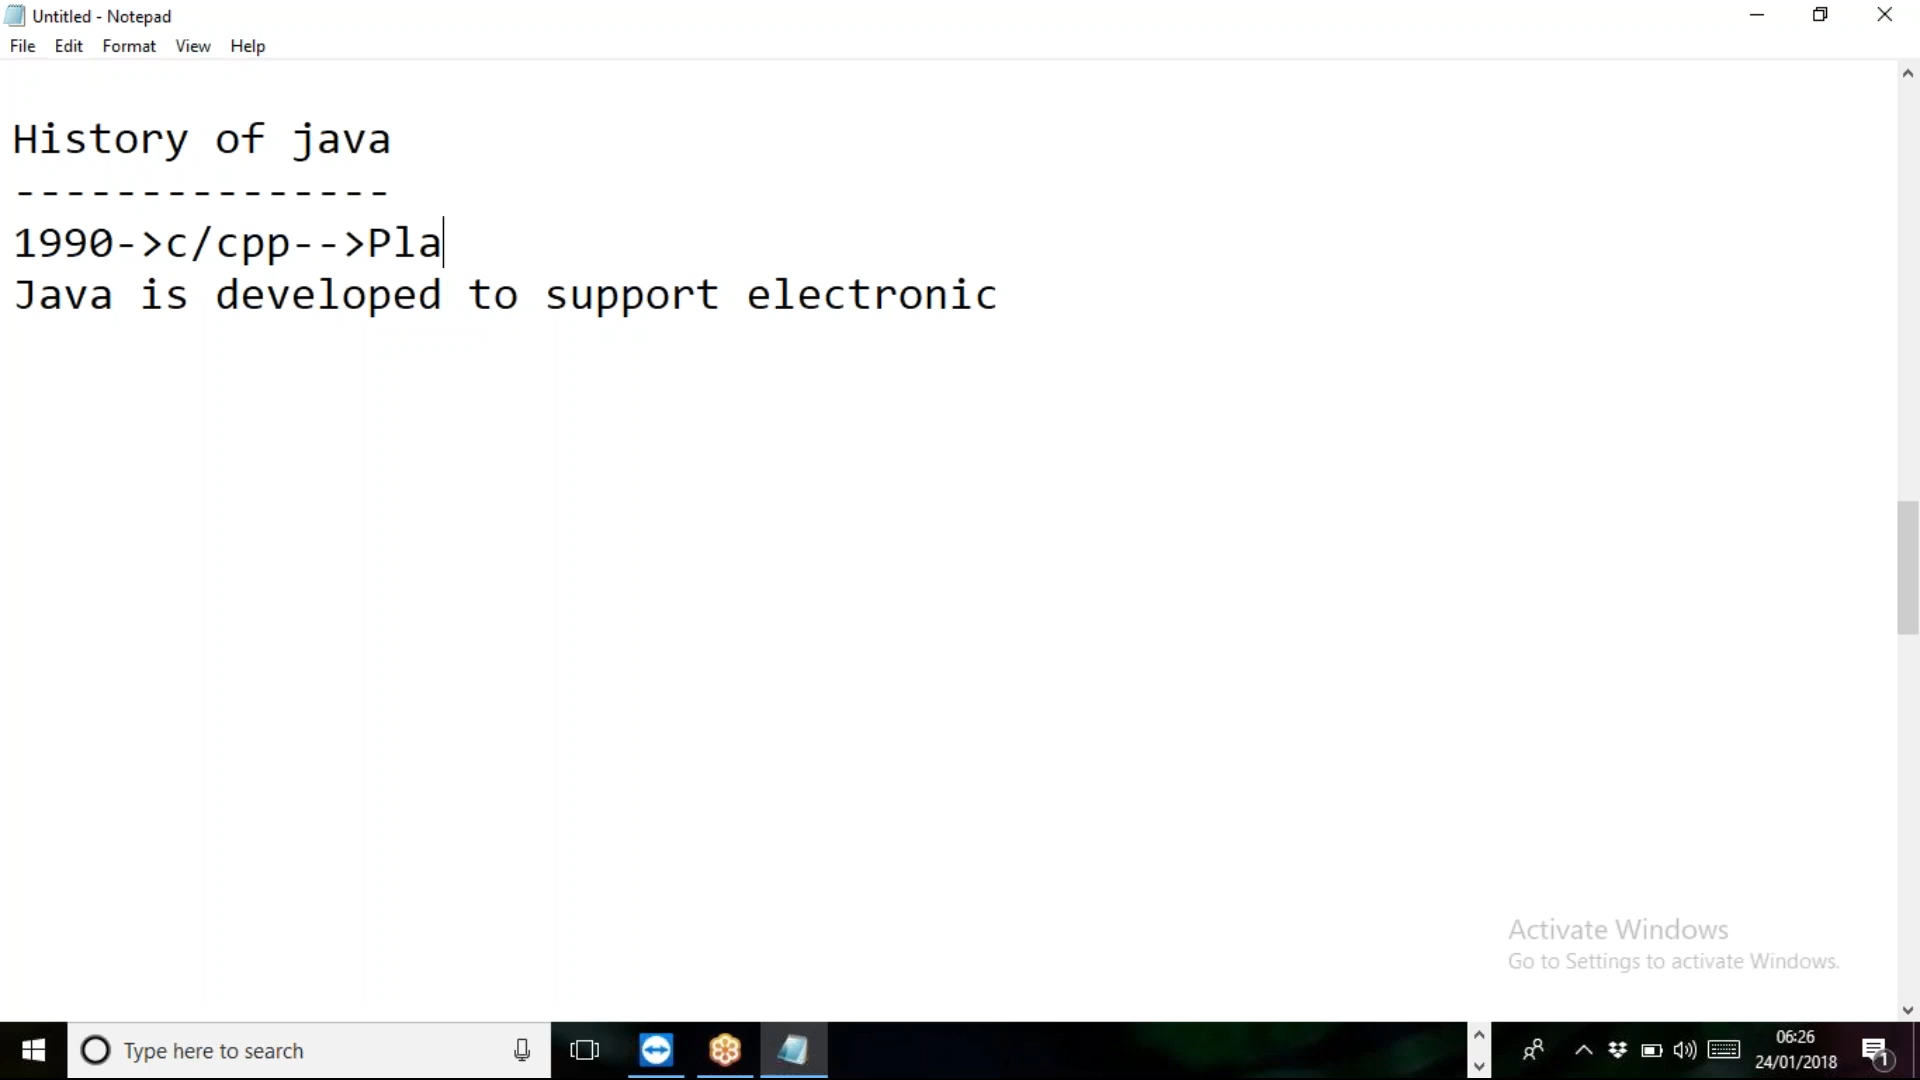 Untitled - Notepad
File Edit Format View Help
History of java
---------------
1990->c/cpp-->Pla
Java is developed to support electronic
Activate Windows
Go to Settings to activate Windows.
Type here to search
06:26
24/01/2018
1